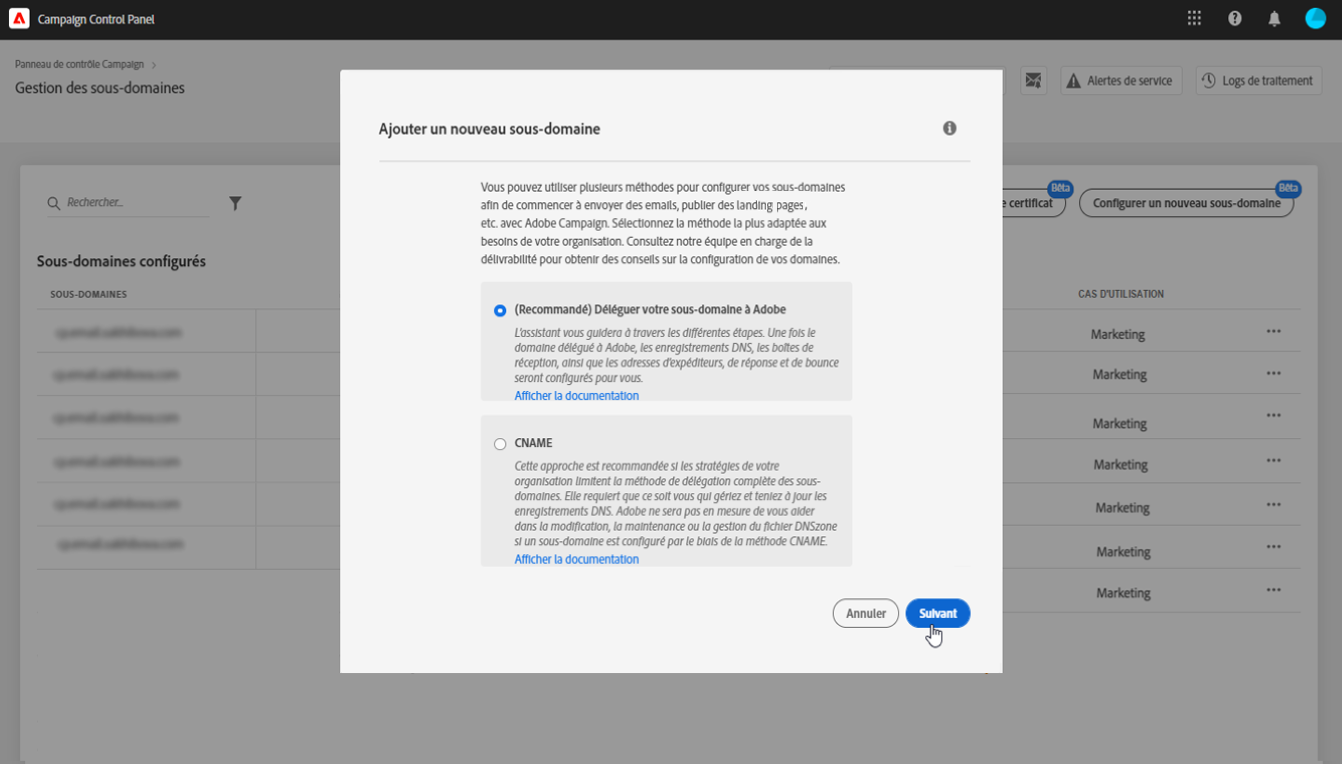 Campaign Control Panel
Panneau de contrôle Campaign >
Gestion des sous-domaines
Alertes de service
Logs de traitement
Rechercher...
Bêta
e certificat
Bêta
Configurer un nouveau sous-domaine
Sous-domaines configurés
SOUS-DOMAINES
CAS D'UTILISATION
Marketing
Marketing
Marketing
Marketing
Marketing
Marketing
Marketing
Ajouter un nouveau sous-domaine
Vous pouvez utiliser plusieurs méthodes pour configurer vos sous-domaines
afin de commencer à envoyer des emails, publier des landing pages,
etc. avec Adobe Campaign. Sélectionnez la méthode la plus adaptée aux
besoins de votre organisation. Consultez notre équipe en charge de la
délivrabilité pour obtenir des conseils sur la configuration de vos domaines.
(Recommandé) Déléguer votre sous-domaine à Adobe
L'assistant vous guidera à travers les différentes étapes. Une fois le
domaine délégué à Adobe, les enregistrements DNS, les boîtes de
réception, ainsi que les adresses d'expéditeurs, de réponse et de bounce
seront configurés pour vous.
Afficher la documentation
CNAME
Cette approche est recommandée si les stratégies de votre
organisation limitent la méthode de délégation complète des sous-
domaines. Elle requiert que ce soit vous qui gériez et teniez à jour les
enregistrements DNS. Adobe ne sera pas en mesure de vous aider
dans la modification, la maintenance ou la gestion du fichier DNSzone
si un sous-domaine est configuré par le biais de la méthode CNAME.
Afficher la documentation
Annuler
Suivant